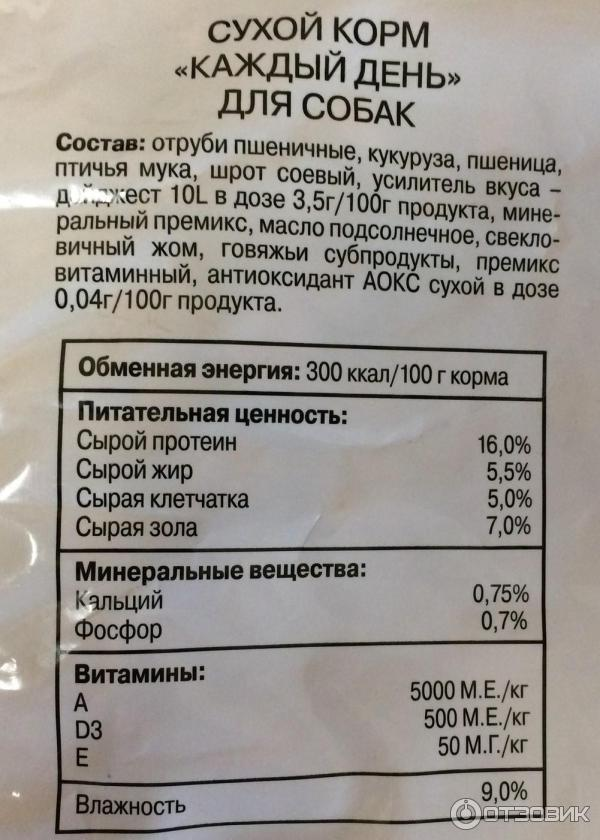 СУХОЙ КОРМ
«КАЖДЫЙ ДЕНЬ»
ДЛЯ СОБАК
Состав: отруби пшеничные, кукуруза, пшеница,
птичья мука, шрот соевый, усилитель вкуса –
дайджест 10L в дозе 3,5г/100г продукта, мине-
ральный премикс, масло подсолнечное, свекло-
вичный жом, говяжьи субпродукты, премикс
витаминный, антиоксидант АОКС сухой в дозе
0,04г/100г продукта.
Обменная энергия: 300 ккал/100 г корма
Питательная ценность:
Сырой протеин 16,0%
Сырой жир 5,5%
Сырая клетчатка 5,0%
Сырая зола 7,0%
Минеральные вещества:
Кальций 0,75%
Фосфор 0,7%
Витамины:
A 5000 М.Е./кг
D3 500 М.Е./кг
E 50 М.Г./кг
Влажность 9,0%
ОТЗОВИК